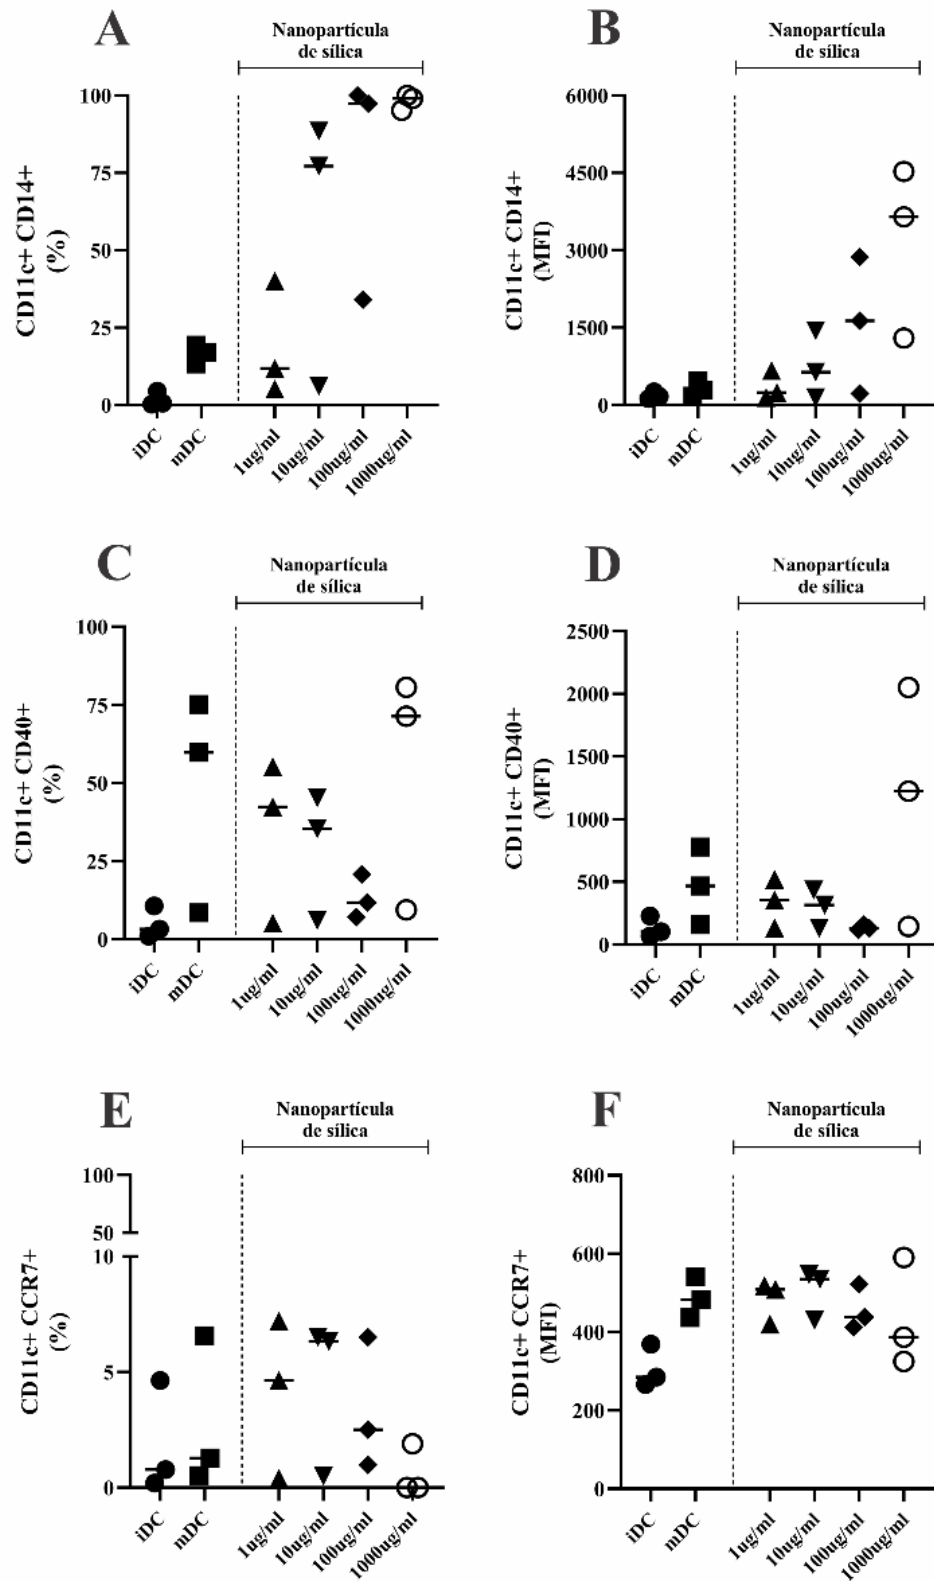 A
Nanopartícula
de sílica
CD11c+ CD14+
(%)
100
75
50
25
0
iDC
mDC
1ug/ml
10ug/ml
100ug/ml
1000ug/ml
B
Nanopartícula
de sílica
CD11c+ CD14+
(MFI)
6000
4500
3000
1500
0
iDC
mDC
1ug/ml
10ug/ml
100ug/ml
1000ug/ml
C
Nanopartícula
de sílica
CD11c+ CD40+
(%)
100
75
50
25
0
iDC
mDC
1ug/ml
10ug/ml
100ug/ml
1000ug/ml
D
Nanopartícula
de sílica
CD11c+ CD40+
(MFI)
2500
2000
1500
1000
500
0
iDC
mDC
1ug/ml
10ug/ml
100ug/ml
1000ug/ml
E
Nanopartícula
de sílica
CD11c+ CCR7+
(%)
100
50
10
5
0
iDC
mDC
1ug/ml
10ug/ml
100ug/ml
1000ug/ml
F
Nanopartícula
de sílica
CD11c+ CCR7+
(MFI)
800
600
400
200
0
iDC
mDC
1ug/ml
10ug/ml
100ug/ml
1000ug/ml